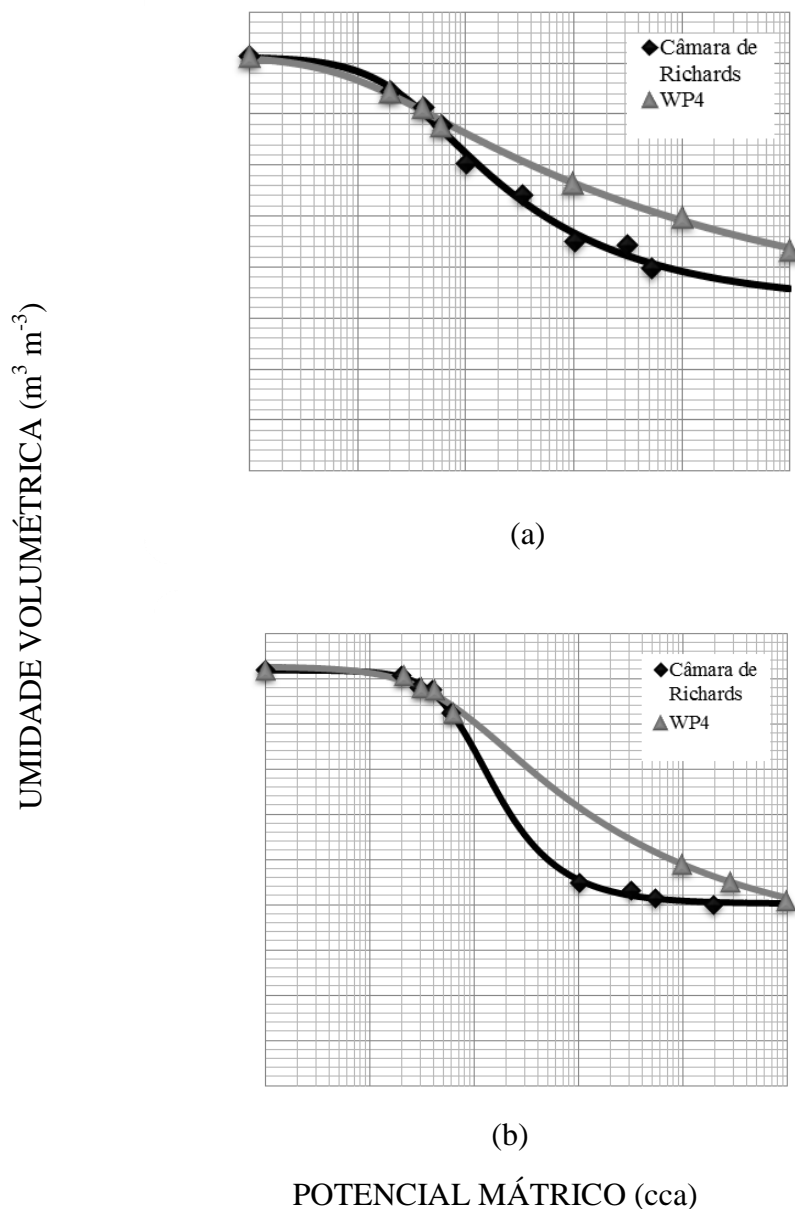 Câmara de
Richards
WP4
(a)
UMIDADE VOLUMÉTRICA (m³ m⁻³)
Câmara de
Richards
WP4
(b)
POTENCIAL MÁTRICO (cca)